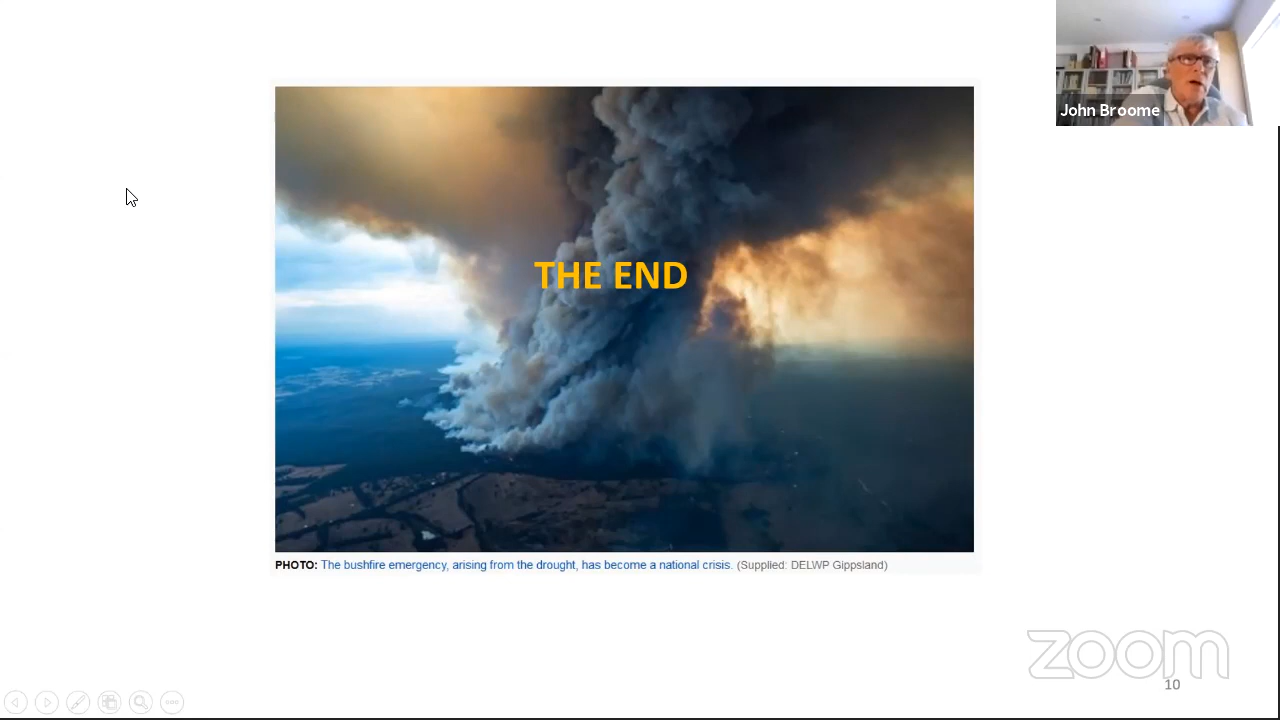 John Broome
THE END
PHOTO: The bushfire emergency, arising from the drought, has become a national crisis. (Supplied: DELWP Gippsland)
zoom
10